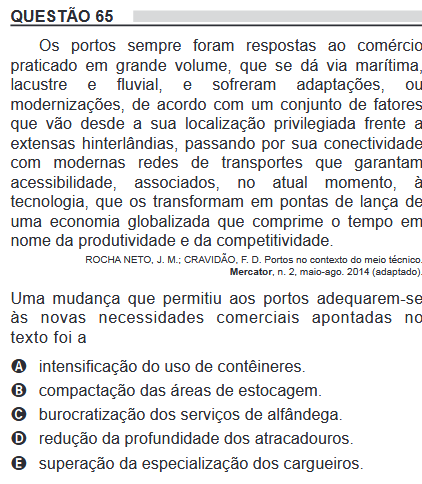 QUESTÃO 65
Os portos sempre foram respostas ao comércio
praticado em grande volume, que se dá via marítima,
lacustre e fluvial, e sofreram adaptações, ou
modernizações, de acordo com um conjunto de fatores
que vão desde a sua localização privilegiada frente a
extensas hinterlândias, passando por sua conectividade
com modernas redes de transportes que garantam
acessibilidade, associados, no atual momento, à
tecnologia, que os transformam em pontas de lança de
uma economia globalizada que comprime o tempo em
nome da produtividade e da competitividade.
ROCHA NETO, J. M.; CRAVIDÃO, F. D. Portos no contexto do meio técnico.
Mercator, n. 2, maio-ago. 2014 (adaptado).
Uma mudança que permitiu aos portos adequarem-se
às novas necessidades comerciais apontadas no
texto foi a
A intensificação do uso de contêineres.
B compactação das áreas de estocagem.
C burocratização dos serviços de alfândega.
D redução da profundidade dos atracadouros.
E superação da especialização dos cargueiros.